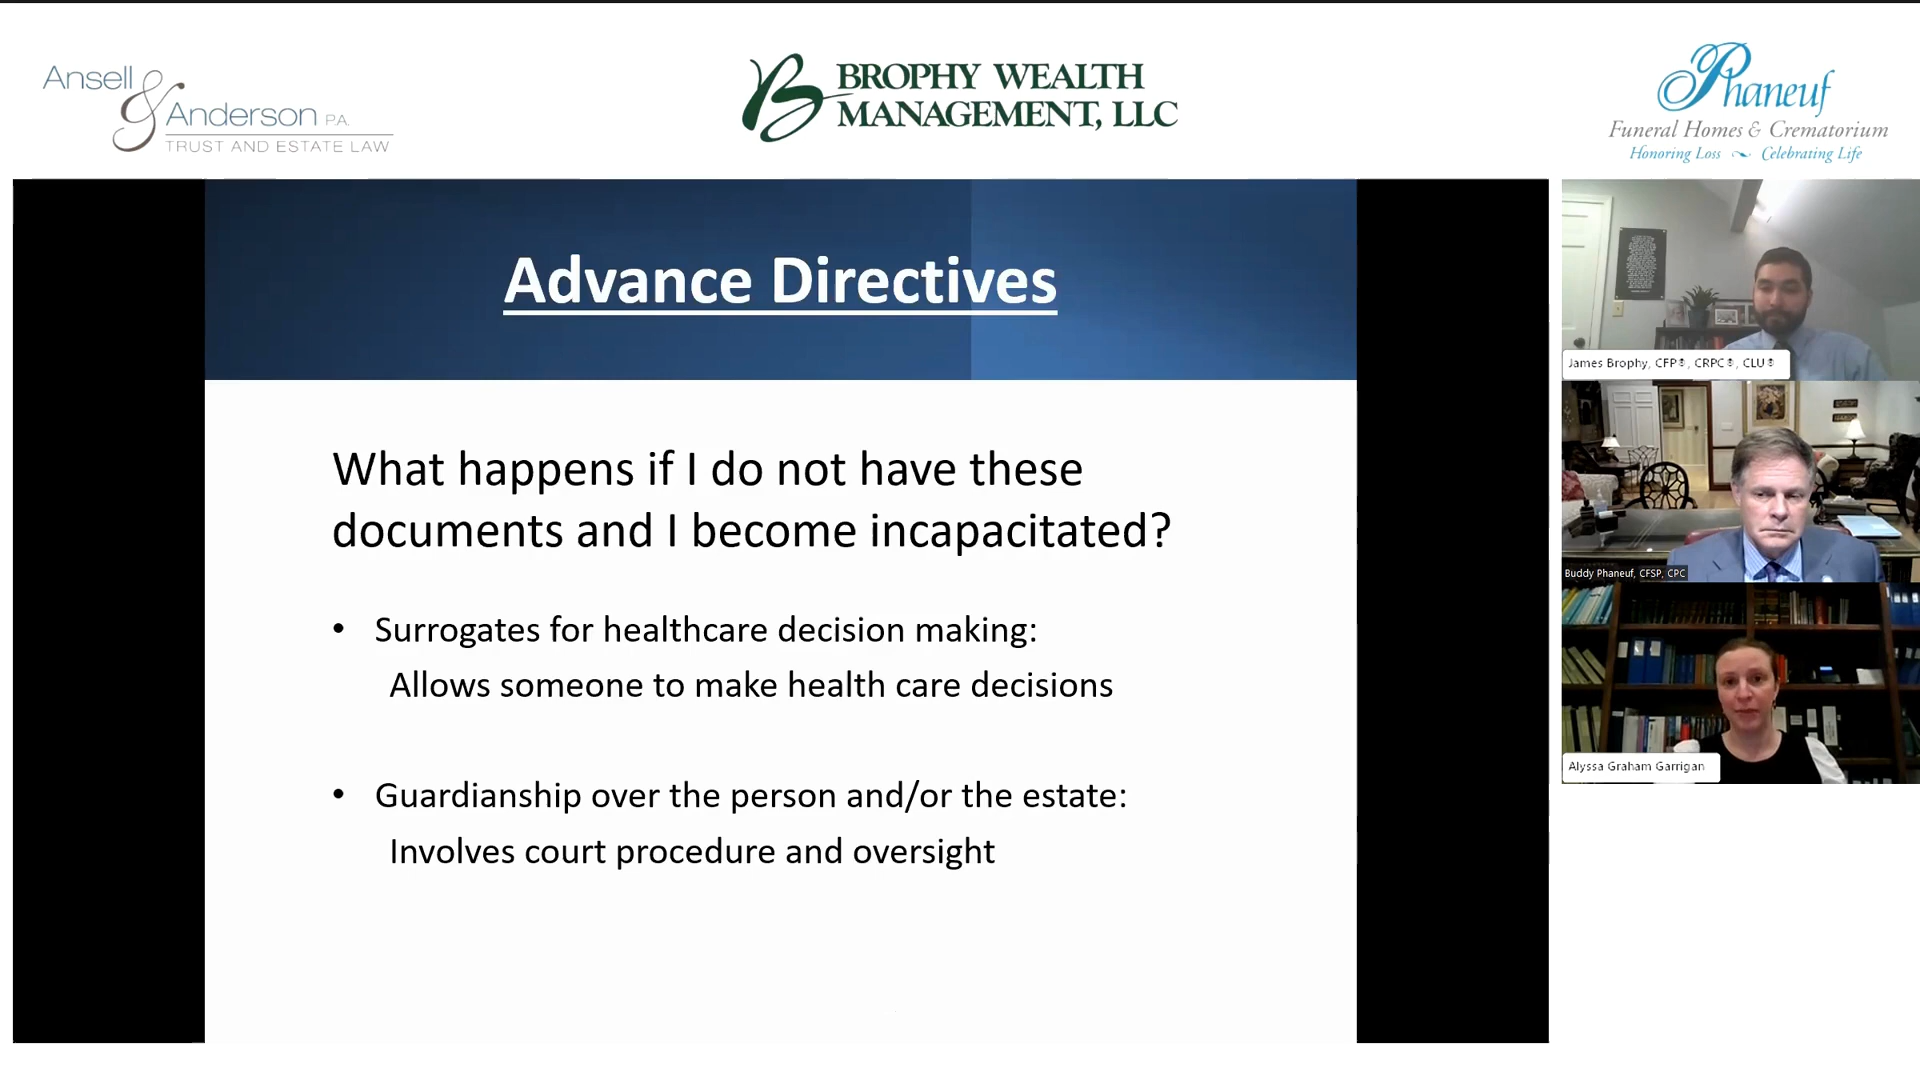 Ansell
& Anderson P.A.
TRUST AND ESTATE LAW
B BROPHY WEALTH
MANAGEMENT, LLC
Phaneuf
Funeral Homes & Crematorium
Honoring Loss ~ Celebrating Life
Advance Directives
What happens if I do not have these
documents and I become incapacitated?
• Surrogates for healthcare decision making:
Allows someone to make health care decisions
• Guardianship over the person and/or the estate:
Involves court procedure and oversight
James Brophy, CFP®, CRPC®, CLU®
Buddy Phaneuf, CFSP, CPC
Alyssa Graham Garrigan